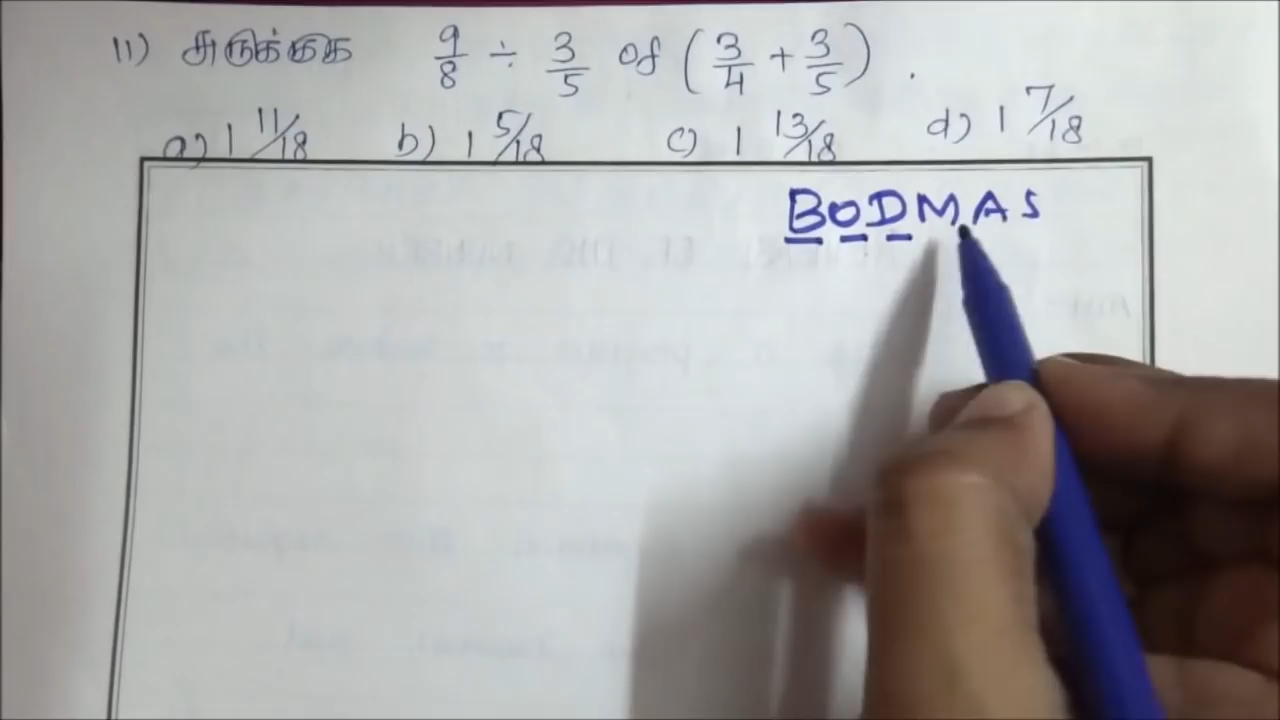 11) சுருக்குக 9/8 ÷ 3/5 of (3/4 + 3/5) .
a) 1 11/18 b) 1 5/18 c) 1 13/18 d) 1 7/18
BODMAS